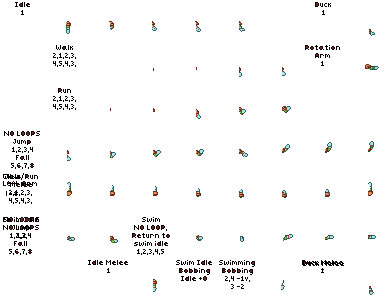 Idle
1
Duck
1
Walk
2,1,2,3,
4,5,4,3,
Rotation
Arm
1
Run
2,1,2,3,
4,5,4,3,
NO LOOPS
Jump
1,2,3,4
Fall
5,6,7,8
4,5,4,3,
NO LOOPS
Fall
5,6,7,8
Swim
NO LOOP,
Return to
swim idle
1,2,3,4,5
Idle Melee
1
Swim Idle
Bobbing
Idle +0
Swimming
Bobbing
2,4 -1v,
3 -2
Duck Melee
1